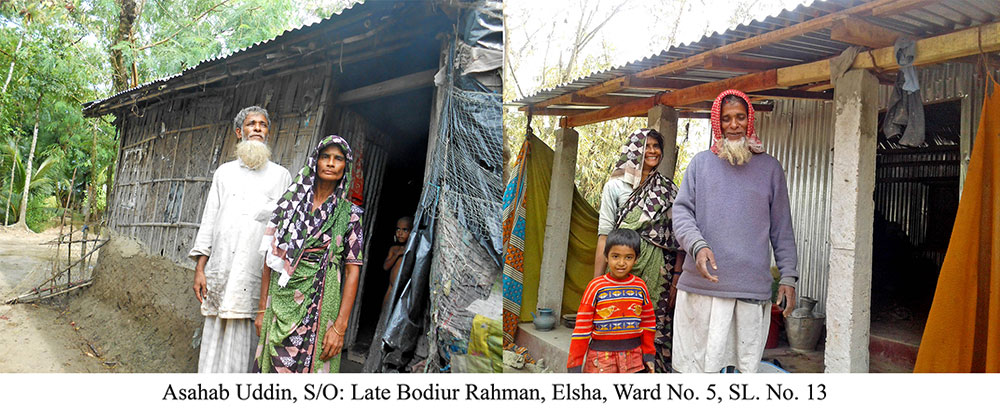 Asahab Uddin, S/O: Late Bodiur Rahman, Elsha, Ward No. 5, SL. No. 13